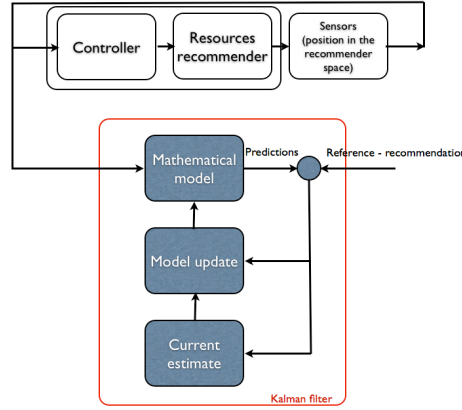 Controller
Resources
recommender
Sensors
(position in the
recommender
space)
Mathematical
model
Predictions
Reference - recommendation
Model update
Current
estimate
Kalman filter